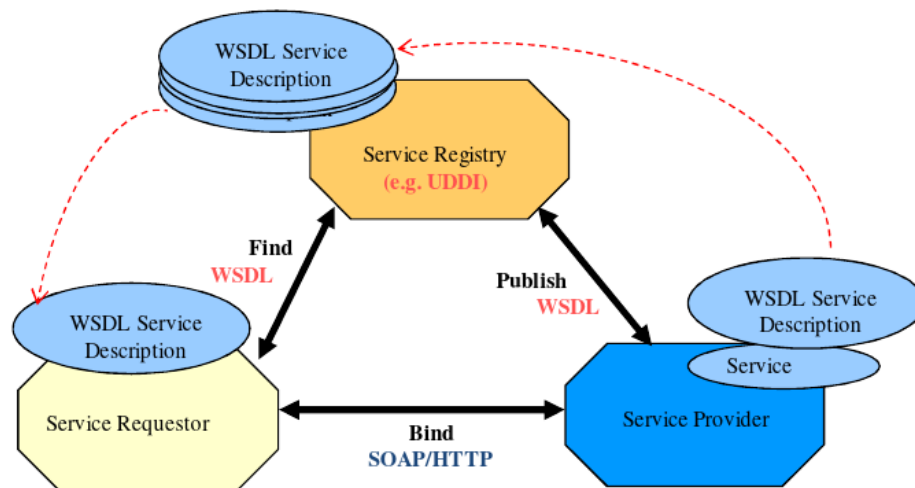 WSDL Service
Description
Service Registry
(e.g. UDDI)
Find
WSDL
Publish
WSDL
WSDL Service
Description
WSDL Service
Description
Service
Service Requestor
Service Provider
Bind
SOAP/HTTP